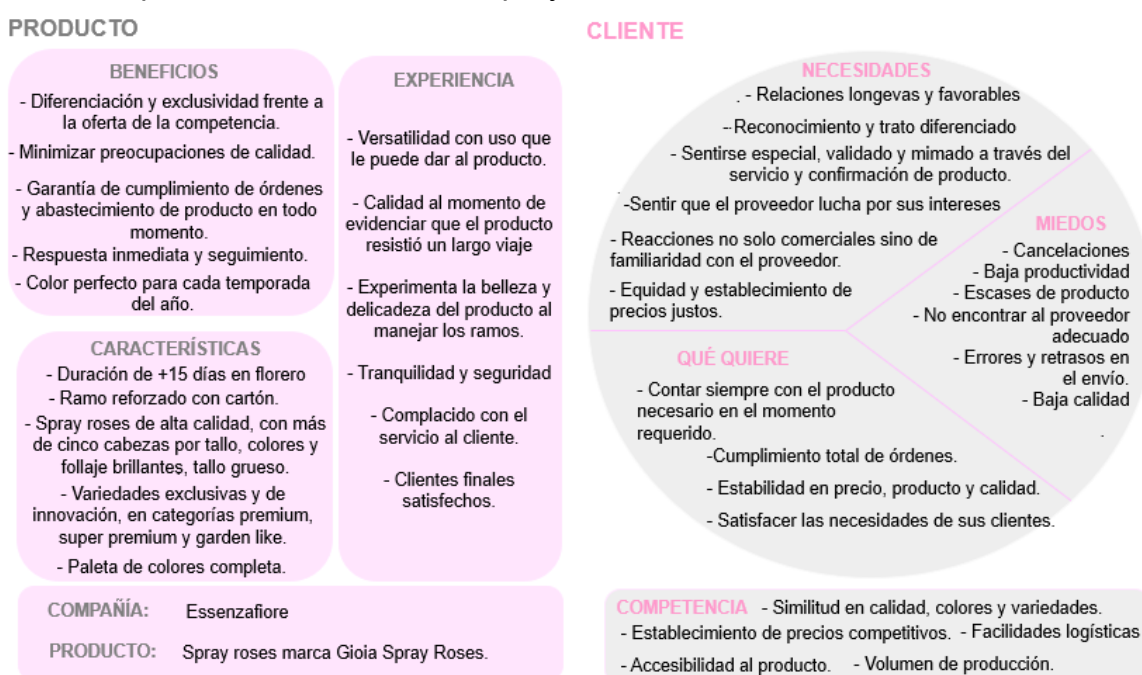 PRODUCTO
BENEFICIOS
- Diferenciación y exclusividad frente a
la oferta de la competencia.
- Minimizar preocupaciones de calidad.
- Garantía de cumplimiento de órdenes
y abastecimiento de producto en todo
momento.
- Respuesta inmediata y seguimiento.
- Color perfecto para cada temporada
del año.
CARACTERÍSTICAS
- Duración de +15 días en florero
- Ramo reforzado con cartón.
- Spray roses de alta calidad, con más
de cinco cabezas por tallo, colores y
follaje brillantes, tallo grueso.
- Variedades exclusivas y de
innovación, en categorías premium,
super premium y garden like.
- Paleta de colores completa.
EXPERIENCIA
- Versatilidad con uso que
le puede dar al producto.
- Calidad al momento de
evidenciar que el producto
resistió un largo viaje
- Experimenta la belleza y
delicadeza del producto al
manejar los ramos.
- Tranquilidad y seguridad
- Complacido con el
servicio al cliente.
- Clientes finales
satisfechos.
COMPAÑÍA: Essenzafiore
PRODUCTO: Spray roses marca Gioia Spray Roses.
CLIENTE
NECESIDADES
- Relaciones longevas y favorables
-Reconocimiento y trato diferenciado
- Sentirse especial, validado y mimado a través del
servicio y confirmación de producto.
-Sentir que el proveedor lucha por sus intereses
- Reacciones no solo comerciales sino de
familiaridad con el proveedor.
- Equidad y establecimiento de
precios justos.
MIEDOS
- Cancelaciones
- Baja productividad
- Escases de producto
- No encontrar al proveedor
adecuado
- Errores y retrasos en
el envío.
- Baja calidad
QUÉ QUIERE
- Contar siempre con el producto
necesario en el momento
requerido.
-Cumplimiento total de órdenes.
- Estabilidad en precio, producto y calidad.
- Satisfacer las necesidades de sus clientes.
COMPETENCIA - Similitud en calidad, colores y variedades.
- Establecimiento de precios competitivos. - Facilidades logísticas
- Accesibilidad al producto. - Volumen de producción.